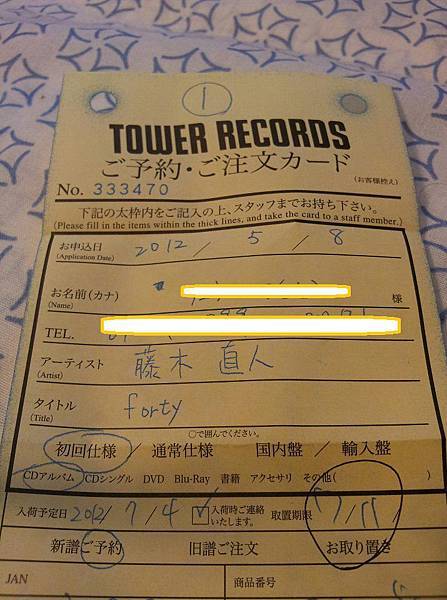 ①
TOWER RECORDS
ご予約・ご注文カード
(お客様控え)
No. 333470
下記の太枠内をご記入の上、スタッフまでお持ち下さい。
(Please fill in the items within the thick lines, and take the card to a staff member.)
お申込日 2012 / 5 / 8
(Application Date)
お名前(カナ) 様
(Name)
TEL.
アーティスト 藤木 直人
(Artist)
タイトル forty
(Title)
○で囲んでください。
初回仕様 / 通常仕様 国内盤 / 輸入盤
CDアルバム CDシングル DVD Blu-Ray 書籍 アクセサリ その他( )
入荷予定日 2012/7/4 ✓ 入荷時ご連絡いたします。 取置期限 7/11
新譜ご予約 旧譜ご注文 お取り置き
JAN 商品番号